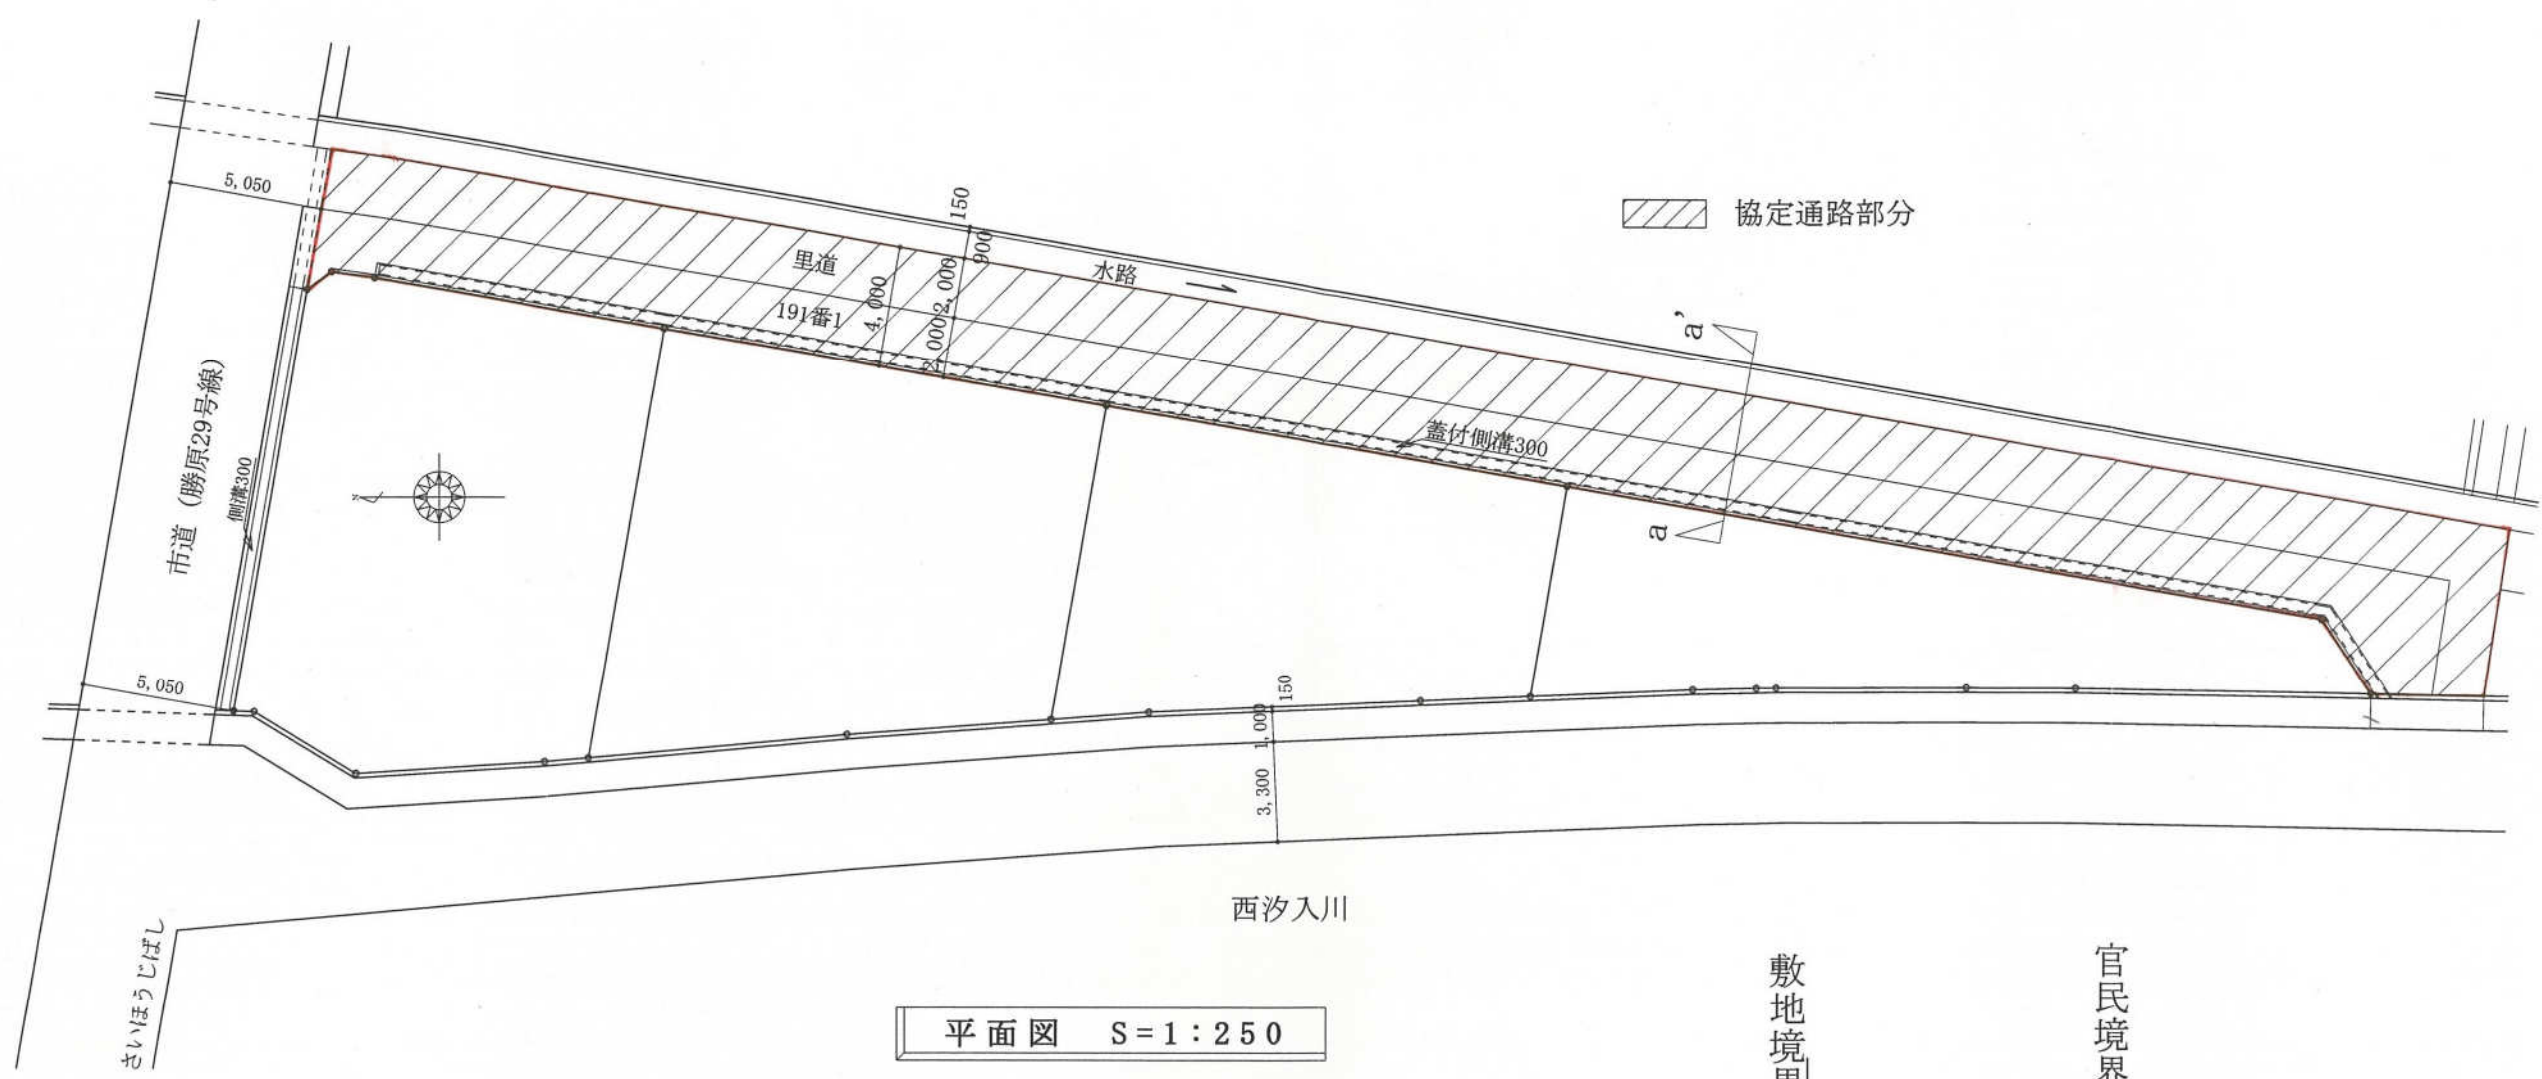 5,050
150
900
協定通路部分
里道
水路
4,000
2,000
2,000
191番1
a'
市道 (勝原29号線)
側溝300
蓋付側溝300
N
a
5,050
150
1,000
3,300
西汐入川
さいほうじばし
平面図 S=1:250
敷地境界
官民境界